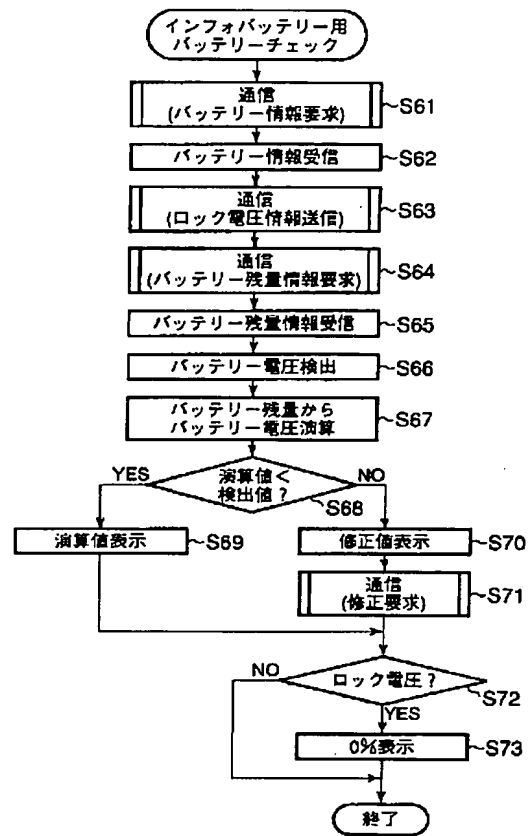 インフォバッテリー用
バッテリーチェック
通信
(バッテリー情報要求)
S61
バッテリー情報受信
S62
通信
(ロック電圧情報送信)
S63
通信
(バッテリー残量情報要求)
S64
バッテリー残量情報受信
S65
バッテリー電圧検出
S66
バッテリー残量から
バッテリー電圧演算
S67
YES
演算値<
検出値?
NO
S68
演算値表示
S69
修正値表示
S70
通信
(修正要求)
S71
NO
ロック電圧?
S72
YES
0%表示
S73
終了